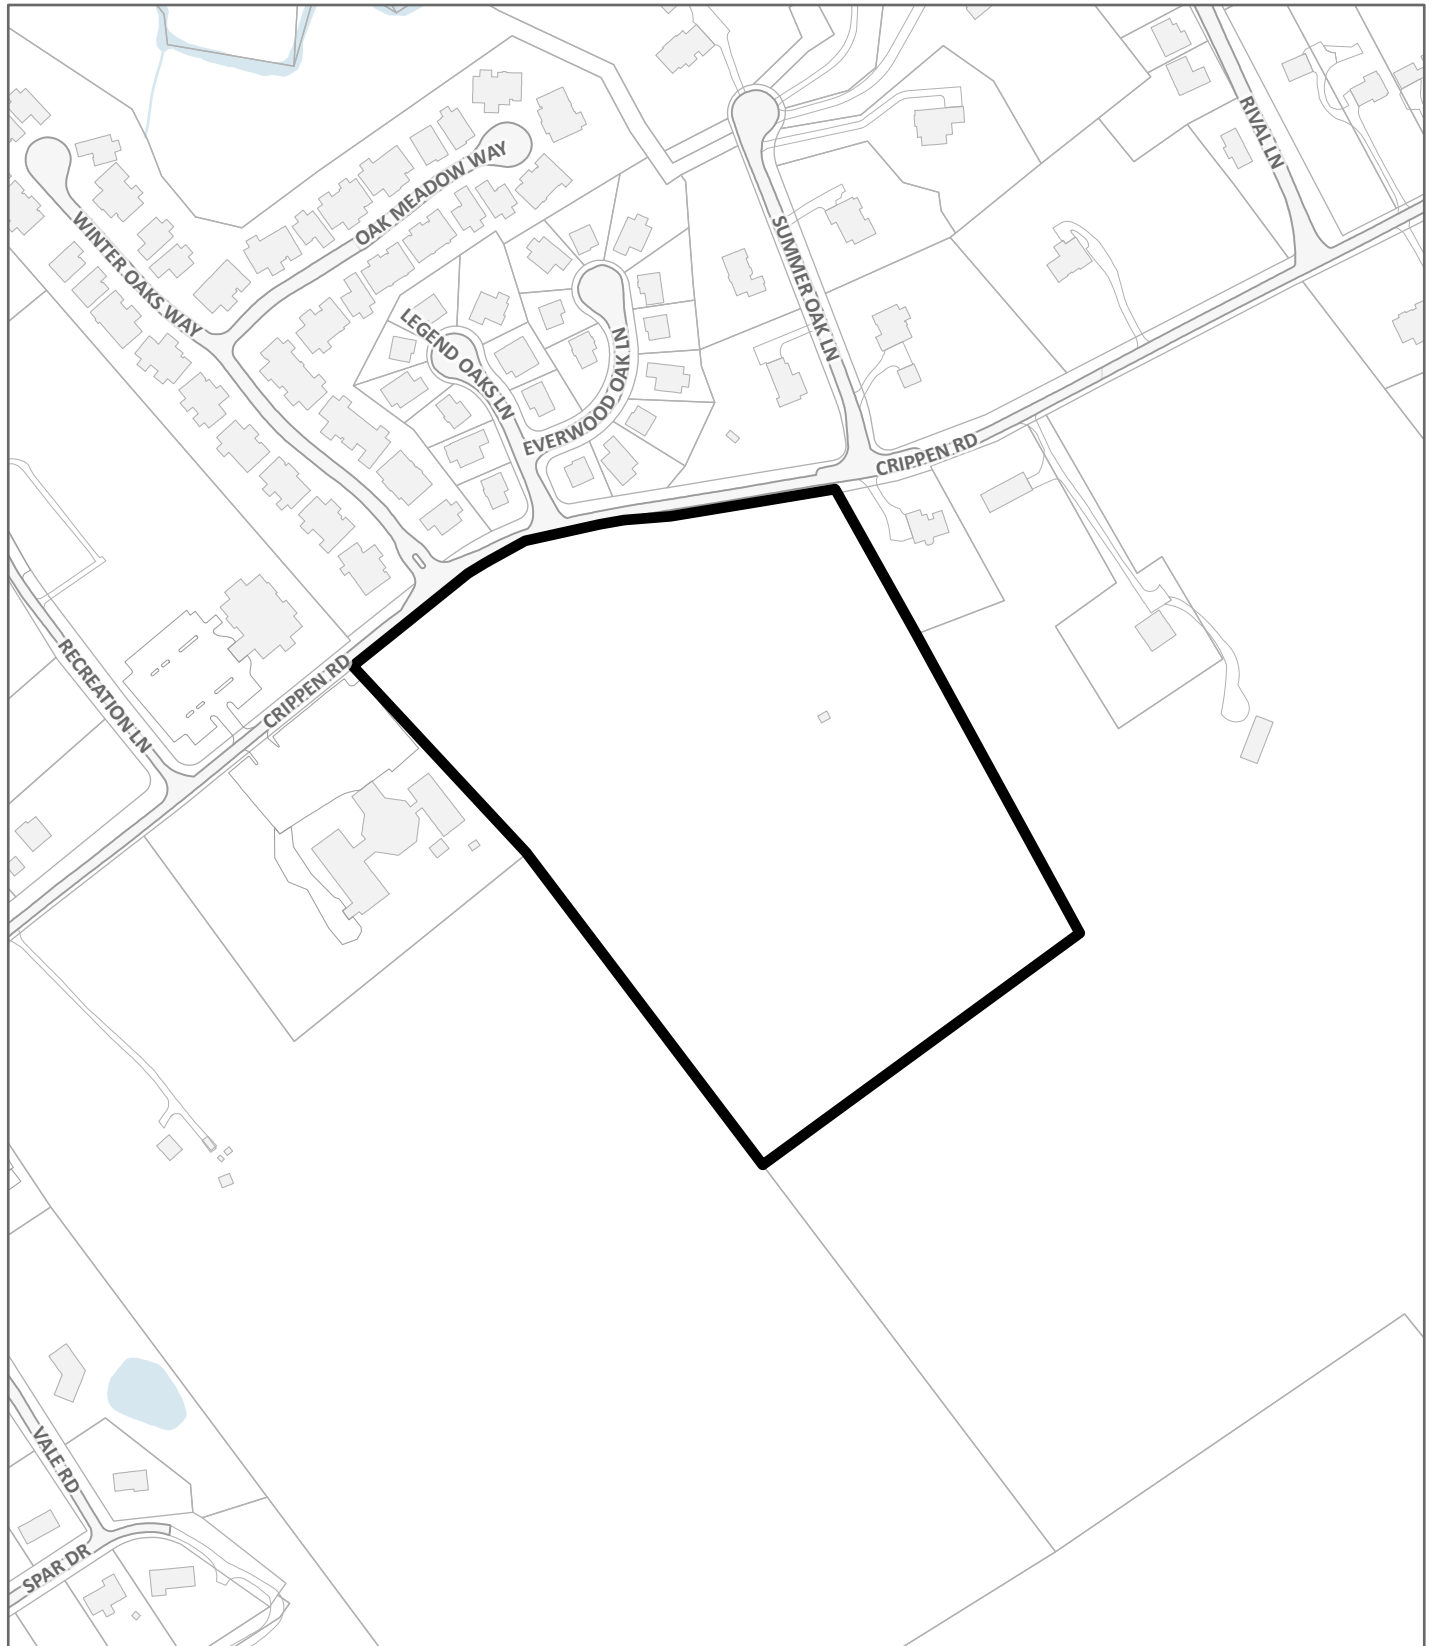 RIVAL LN
OAK MEADOW WAY
WINTER OAKS WAY
SUMMER OAK LN
LEGEND OAKS LN
EVERWOOD OAK LN
CRIPPEN RD
RECREATION LN
CRIPPEN RD
VALE RD
SPAR DR